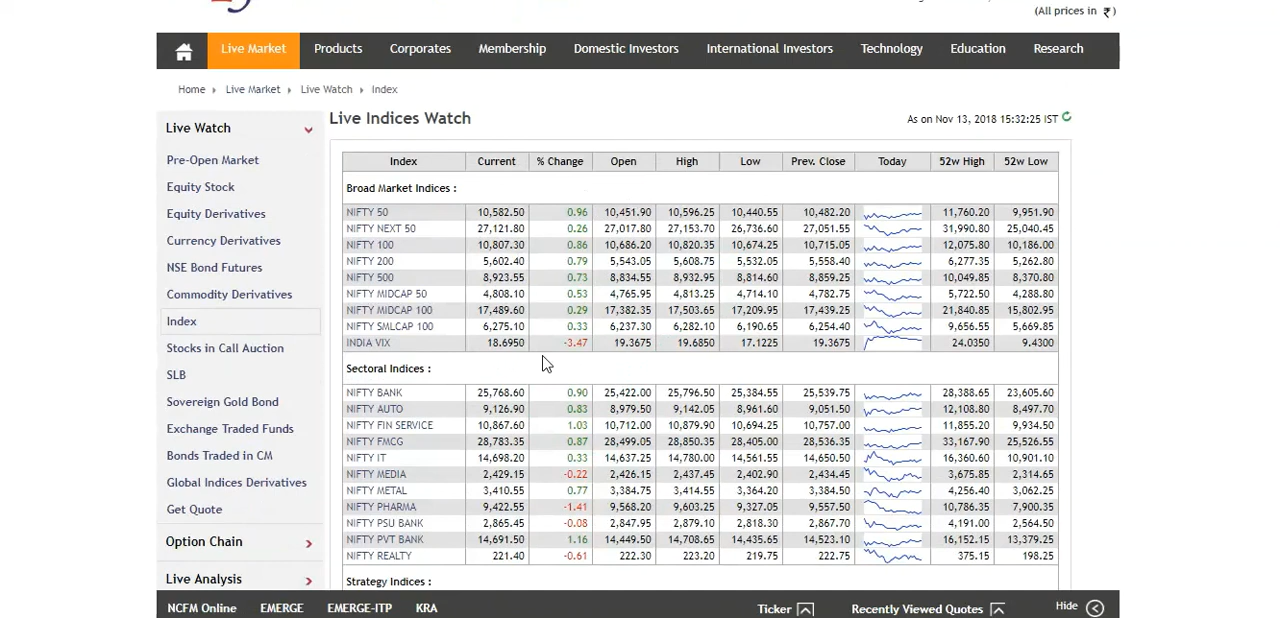 (All prices in ₹)
Live Market Products Corporates Membership Domestic Investors International Investors Technology Education Research
Home Live Market Live Watch Index
Live Watch
Pre-Open Market
Equity Stock
Equity Derivatives
Currency Derivatives
NSE Bond Futures
Commodity Derivatives
Index
Stocks in Call Auction
SLB
Sovereign Gold Bond
Exchange Traded Funds
Bonds Traded in CM
Global Indices Derivatives
Get Quote
Option Chain
Live Analysis
Live Indices Watch
As on Nov 13, 2018 15:32:25 IST
Index Current % Change Open High Low Prev. Close Today 52w High 52w Low
Broad Market Indices :
NIFTY 50 10,582.50 0.96 10,451.90 10,596.25 10,440.55 10,482.20 11,760.20 9,951.90
NIFTY NEXT 50 27,121.80 0.26 27,017.80 27,153.70 26,736.60 27,051.55 31,990.80 25,040.45
NIFTY 100 10,807.30 0.86 10,686.20 10,820.35 10,674.25 10,715.05 12,075.80 10,186.00
NIFTY 200 5,602.40 0.79 5,543.05 5,608.75 5,532.05 5,558.40 6,277.35 5,262.80
NIFTY 500 8,923.55 0.73 8,834.55 8,932.95 8,814.60 8,859.25 10,049.85 8,370.80
NIFTY MIDCAP 50 4,808.10 0.53 4,765.95 4,813.25 4,714.10 4,782.75 5,722.50 4,288.80
NIFTY MIDCAP 100 17,489.60 0.29 17,382.35 17,503.65 17,209.95 17,439.25 21,840.85 15,802.95
NIFTY SMLCAP 100 6,275.10 0.33 6,237.30 6,282.10 6,190.65 6,254.40 9,656.55 5,669.85
INDIA VIX 18.6950 -3.47 19.3675 19.6850 17.1225 19.3675 24.0350 9.4300
Sectoral Indices :
NIFTY BANK 25,768.60 0.90 25,422.00 25,796.50 25,384.55 25,539.75 28,388.65 23,605.60
NIFTY AUTO 9,126.90 0.83 8,979.50 9,142.05 8,961.60 9,051.50 12,108.80 8,497.70
NIFTY FIN SERVICE 10,867.60 1.03 10,712.00 10,879.90 10,694.25 10,757.00 11,855.20 9,934.50
NIFTY FMCG 28,783.35 0.87 28,499.05 28,850.35 28,405.00 28,536.35 33,167.90 25,526.55
NIFTY IT 14,698.20 0.33 14,637.25 14,780.00 14,561.55 14,650.50 16,360.60 10,901.10
NIFTY MEDIA 2,429.15 -0.22 2,426.15 2,437.45 2,402.90 2,434.45 3,675.85 2,314.65
NIFTY METAL 3,410.55 0.77 3,384.75 3,414.55 3,364.20 3,384.50 4,256.40 3,062.25
NIFTY PHARMA 9,422.55 -1.41 9,568.20 9,603.25 9,327.05 9,557.50 10,786.35 7,900.35
NIFTY PSU BANK 2,865.45 -0.08 2,847.95 2,879.10 2,818.30 2,867.70 4,191.00 2,564.50
NIFTY PVT BANK 14,691.50 1.16 14,449.50 14,708.65 14,435.65 14,523.10 16,152.15 13,379.25
NIFTY REALTY 221.40 -0.61 222.30 223.20 219.75 222.75 375.15 198.25
Strategy Indices :
NCFM Online EMERGE EMERGE-ITP KRA Ticker Recently Viewed Quotes Hide